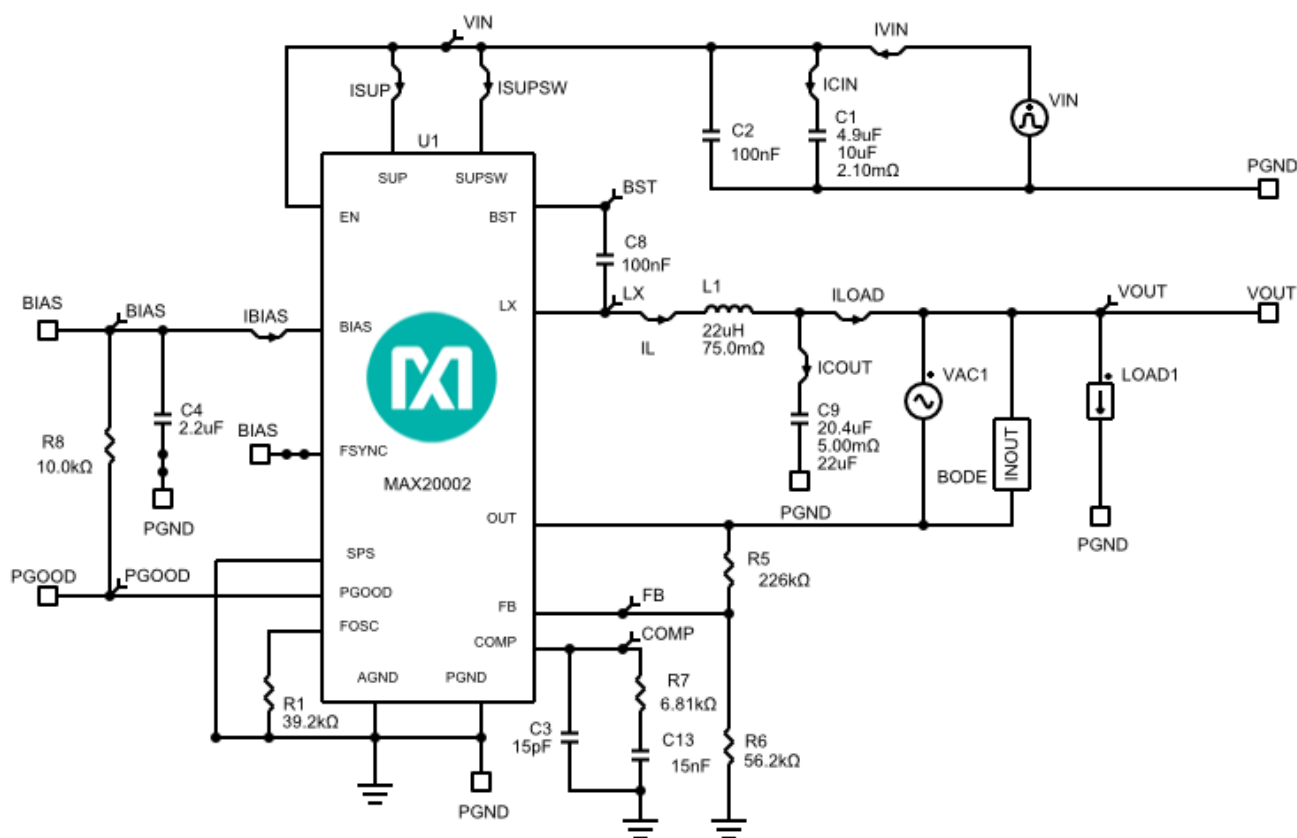 VIN
IVIN
ISUP
ISUPSW
ICIN
VIN
U1
C2
100nF
C1
4.9uF
10uF
2.10mΩ
PGND
SUP
SUPSW
EN
BST
BST
C8
100nF
BIAS
BIAS
IBIAS
BIAS
LX
LX
IL
L1
22uH
75.0mΩ
ILOAD
VOUT
VOUT
ICOUT
VAC1
LOAD1
C4
2.2uF
R8
10.0kΩ
BIAS
FSYNC
C9
20.4uF
5.00mΩ
22uF
BODE
INOUT
MAX20002
PGND
OUT
PGND
PGND
SPS
R5
226kΩ
PGOOD
PGOOD
PGOOD
FB
FB
FOSC
COMP
COMP
AGND
PGND
R1
39.2kΩ
R7
6.81kΩ
C3
15pF
C13
15nF
R6
56.2kΩ
PGND